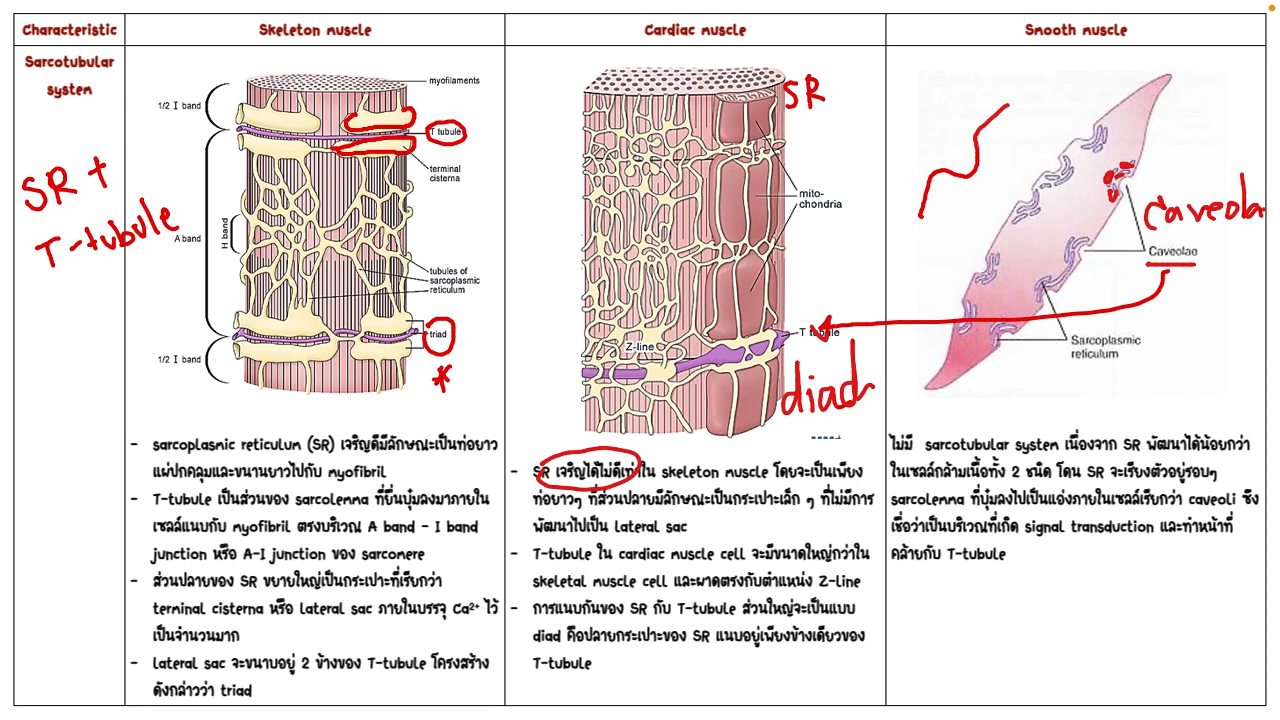 Characteristic
Skeleton muscle
Cardiac muscle
Smooth muscle
Sarcotubular
system
SR +
T-tubule
myofilaments
1/2 I band
T tubule
terminal
cisterna
A band
H band
tubules of
sarcoplasmic
reticulum
triad
*
1/2 I band
- sarcoplasmic reticulum (SR) เจริญดีมีลักษณะเป็นท่อยาว
แผ่ปกคลุมและขนานยาวไปกับ myofibril
- T-tubule เป็นส่วนของ sarcolemma ที่ยื่นบุ๋มลงมาภายใน
เซลล์แนบกับ myofibril ตรงบริเวณ A band - I band
junction หรือ A-I junction ของ sarcomere
- ส่วนปลายของ SR ขยายใหญ่เป็นกระเปาะที่เรียกว่า
terminal cisterna หรือ lateral sac ภายในบรรจุ Ca²⁺ ไว้
เป็นจำนวนมาก
- lateral sac จะขนาบอยู่ 2 ข้างของ T-tubule โครงสร้าง
ดังกล่าวว่า triad
SR
mito-
chondria
T tubule
Z-line
diad
- SR เจริญได้ไม่ดีเท่าใน skeleton muscle โดยจะเป็นเพียง
ท่อยาวๆ ที่ส่วนปลายมีลักษณะเป็นกระเปาะเล็ก ๆ ที่ไม่มีการ
พัฒนาไปเป็น lateral sac
- T-tubule ใน cardiac muscle cell จะมีขนาดใหญ่กว่าใน
skeletal muscle cell และพาดตรงกับตำแหน่ง Z-line
- การแนบกันของ SR กับ T-tubule ส่วนใหญ่จะเป็นแบบ
diad คือปลายกระเปาะของ SR แนบอยู่เพียงข้างเดียวของ
T-tubule
Caveola
Caveolae
Sarcoplasmic
reticulum
ไม่มี sarcotubular system เนื่องจาก SR พัฒนาได้น้อยกว่า
ในเซลล์กล้ามเนื้อทั้ง 2 ชนิด โดน SR จะเรียงตัวอยู่รอบๆ
sarcolemma ที่บุ๋มลงไปเป็นแอ่งภายในเซลล์เรียกว่า caveoli ซึ่ง
เชื่อว่าเป็นบริเวณที่เกิด signal transduction และทำหน้าที่
คล้ายกับ T-tubule